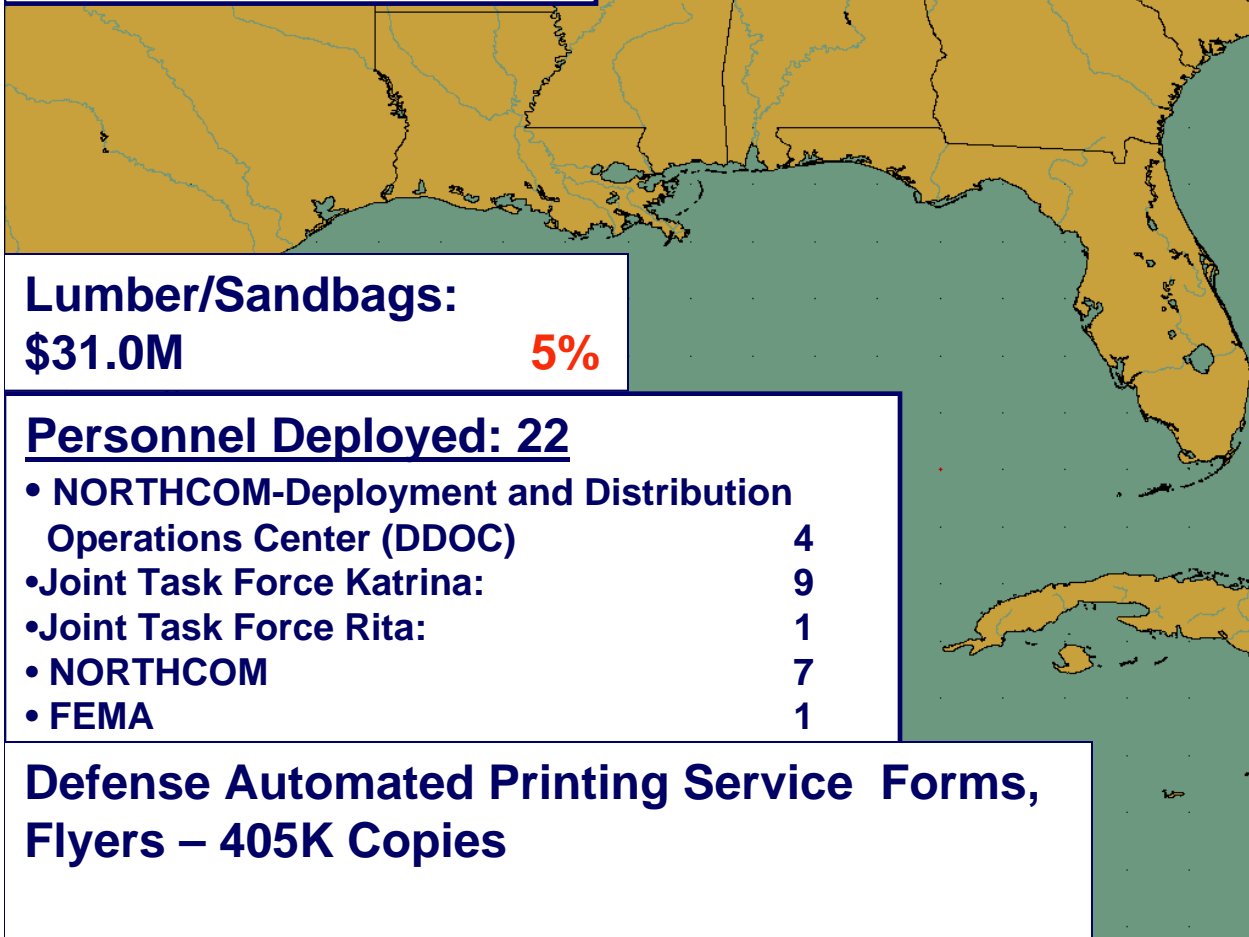 Lumber/Sandbags:
$31.0M 5%
Personnel Deployed: 22
• NORTHCOM-Deployment and Distribution
Operations Center (DDOC) 4
•Joint Task Force Katrina: 9
•Joint Task Force Rita: 1
• NORTHCOM 7
• FEMA 1
Defense Automated Printing Service Forms,
Flyers – 405K Copies